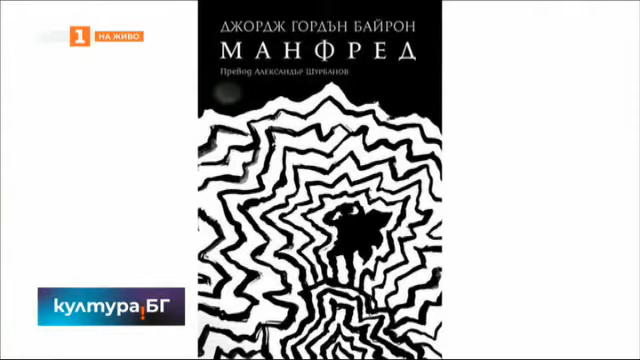 1 НА ЖИВО
ДЖОРДЖ ГОРДЪН БАЙРОН
МАНФРЕД
Превод Александър Шурбанов
култура.БГ